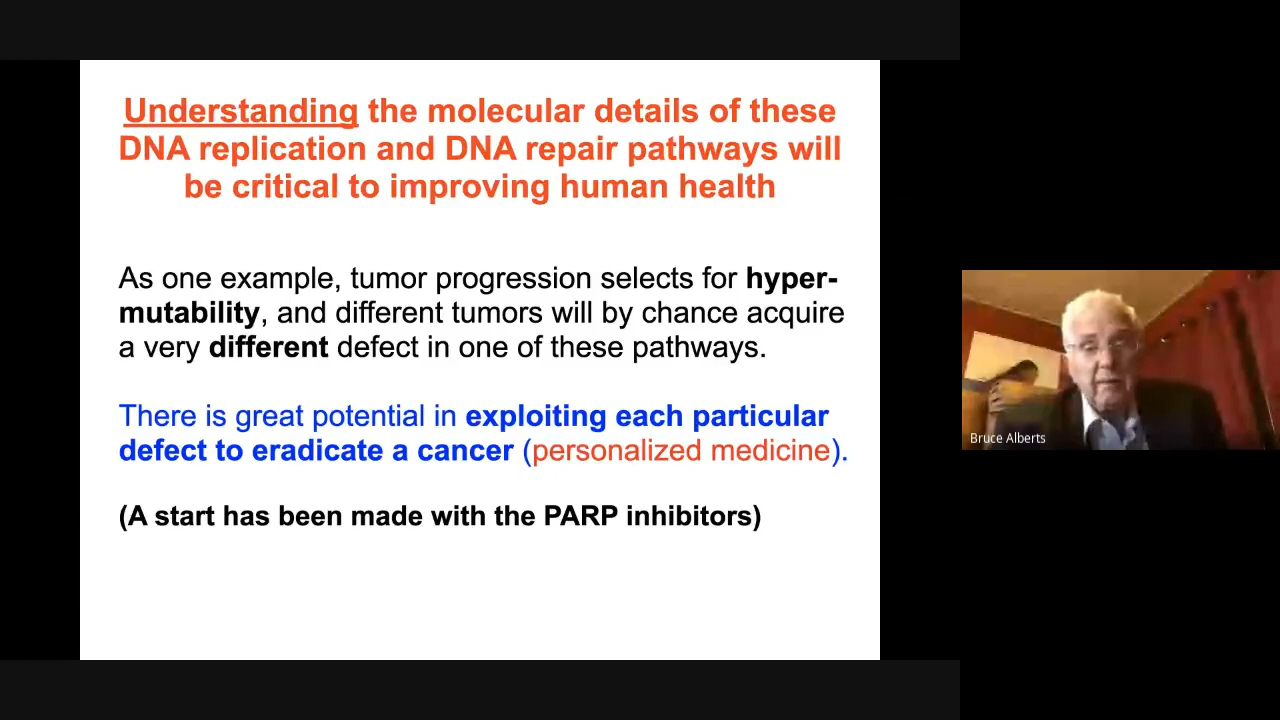 Understanding the molecular details of these
DNA replication and DNA repair pathways will
be critical to improving human health
As one example, tumor progression selects for hyper-
mutability, and different tumors will by chance acquire
a very different defect in one of these pathways.
There is great potential in exploiting each particular
defect to eradicate a cancer (personalized medicine).
(A start has been made with the PARP inhibitors)
Bruce Alberts